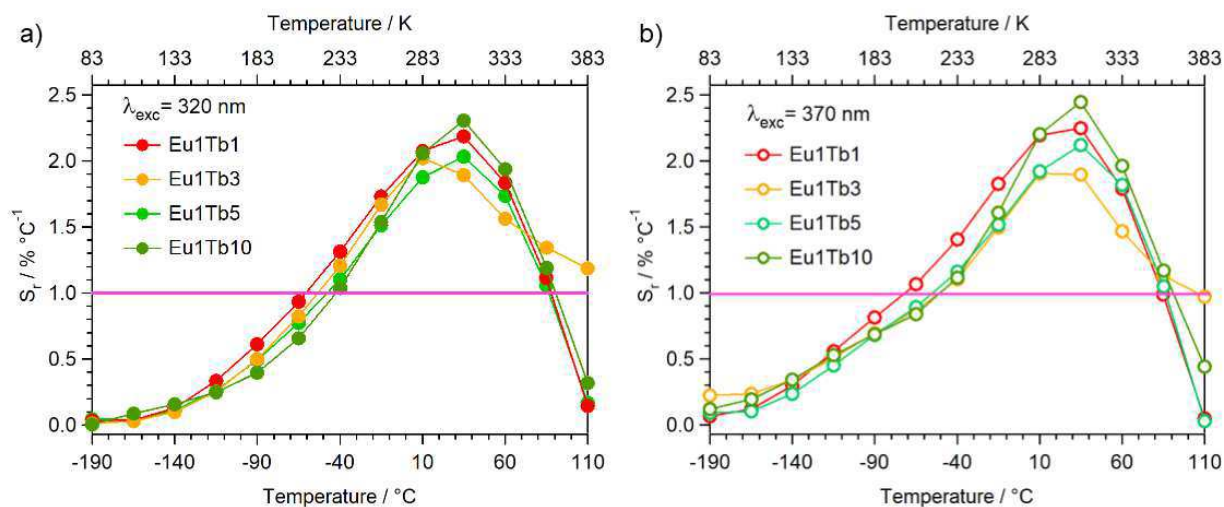 a)
Temperature / K
83 133 183 233 283 333 383
λexc= 320 nm
Eu1Tb1
Eu1Tb3
Eu1Tb5
Eu1Tb10
2.5
2.0
1.5
1.0
0.5
0.0
Sr / % °C-1
-190 -140 -90 -40 10 60 110
Temperature / °C
b)
Temperature / K
83 133 183 233 283 333 383
λexc= 370 nm
Eu1Tb1
Eu1Tb3
Eu1Tb5
Eu1Tb10
2.5
2.0
1.5
1.0
0.5
0.0
Sr / % °C-1
-190 -140 -90 -40 10 60 110
Temperature / °C